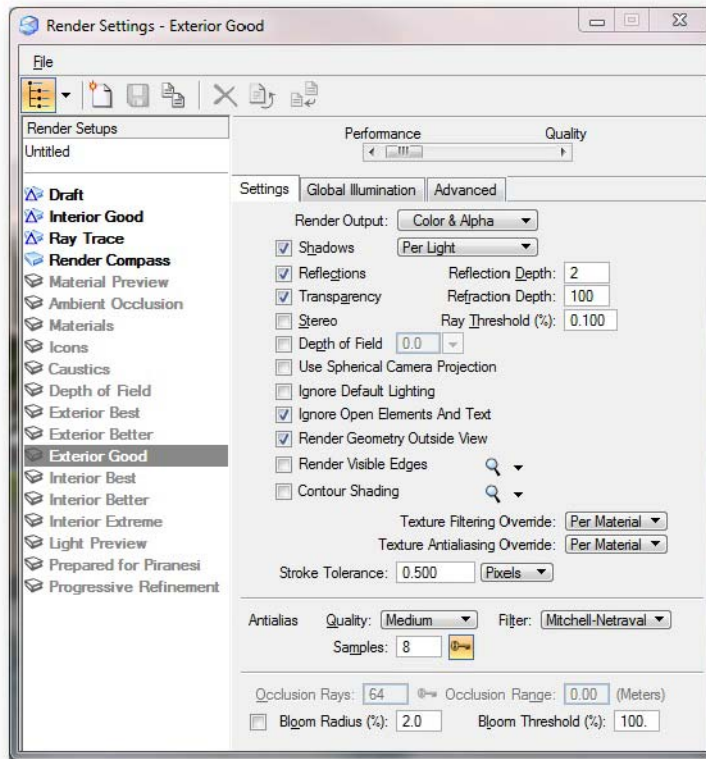 Render Settings - Exterior Good
File
Render Setups
Untitled
Draft
Interior Good
Ray Trace
Render Compass
Material Preview
Ambient Occlusion
Materials
Icons
Caustics
Depth of Field
Exterior Best
Exterior Better
Exterior Good
Interior Best
Interior Better
Interior Extreme
Light Preview
Prepared for Piranesi
Progressive Refinement
Performance Quality
Settings Global Illumination Advanced
Render Output: Color & Alpha
Shadows Per Light
Reflections Reflection Depth: 2
Transparency Refraction Depth: 100
Stereo Ray Threshold (%): 0.100
Depth of Field 0.0
Use Spherical Camera Projection
Ignore Default Lighting
Ignore Open Elements And Text
Render Geometry Outside View
Render Visible Edges
Contour Shading
Texture Filtering Override: Per Material
Texture Antialiasing Override: Per Material
Stroke Tolerance: 0.500 Pixels
Antialias Quality: Medium Filter: Mitchell-Netraval
Samples: 8
Occlusion Rays: 64 Occlusion Range: 0.00 (Meters)
Bloom Radius (%): 2.0 Bloom Threshold (%): 100.